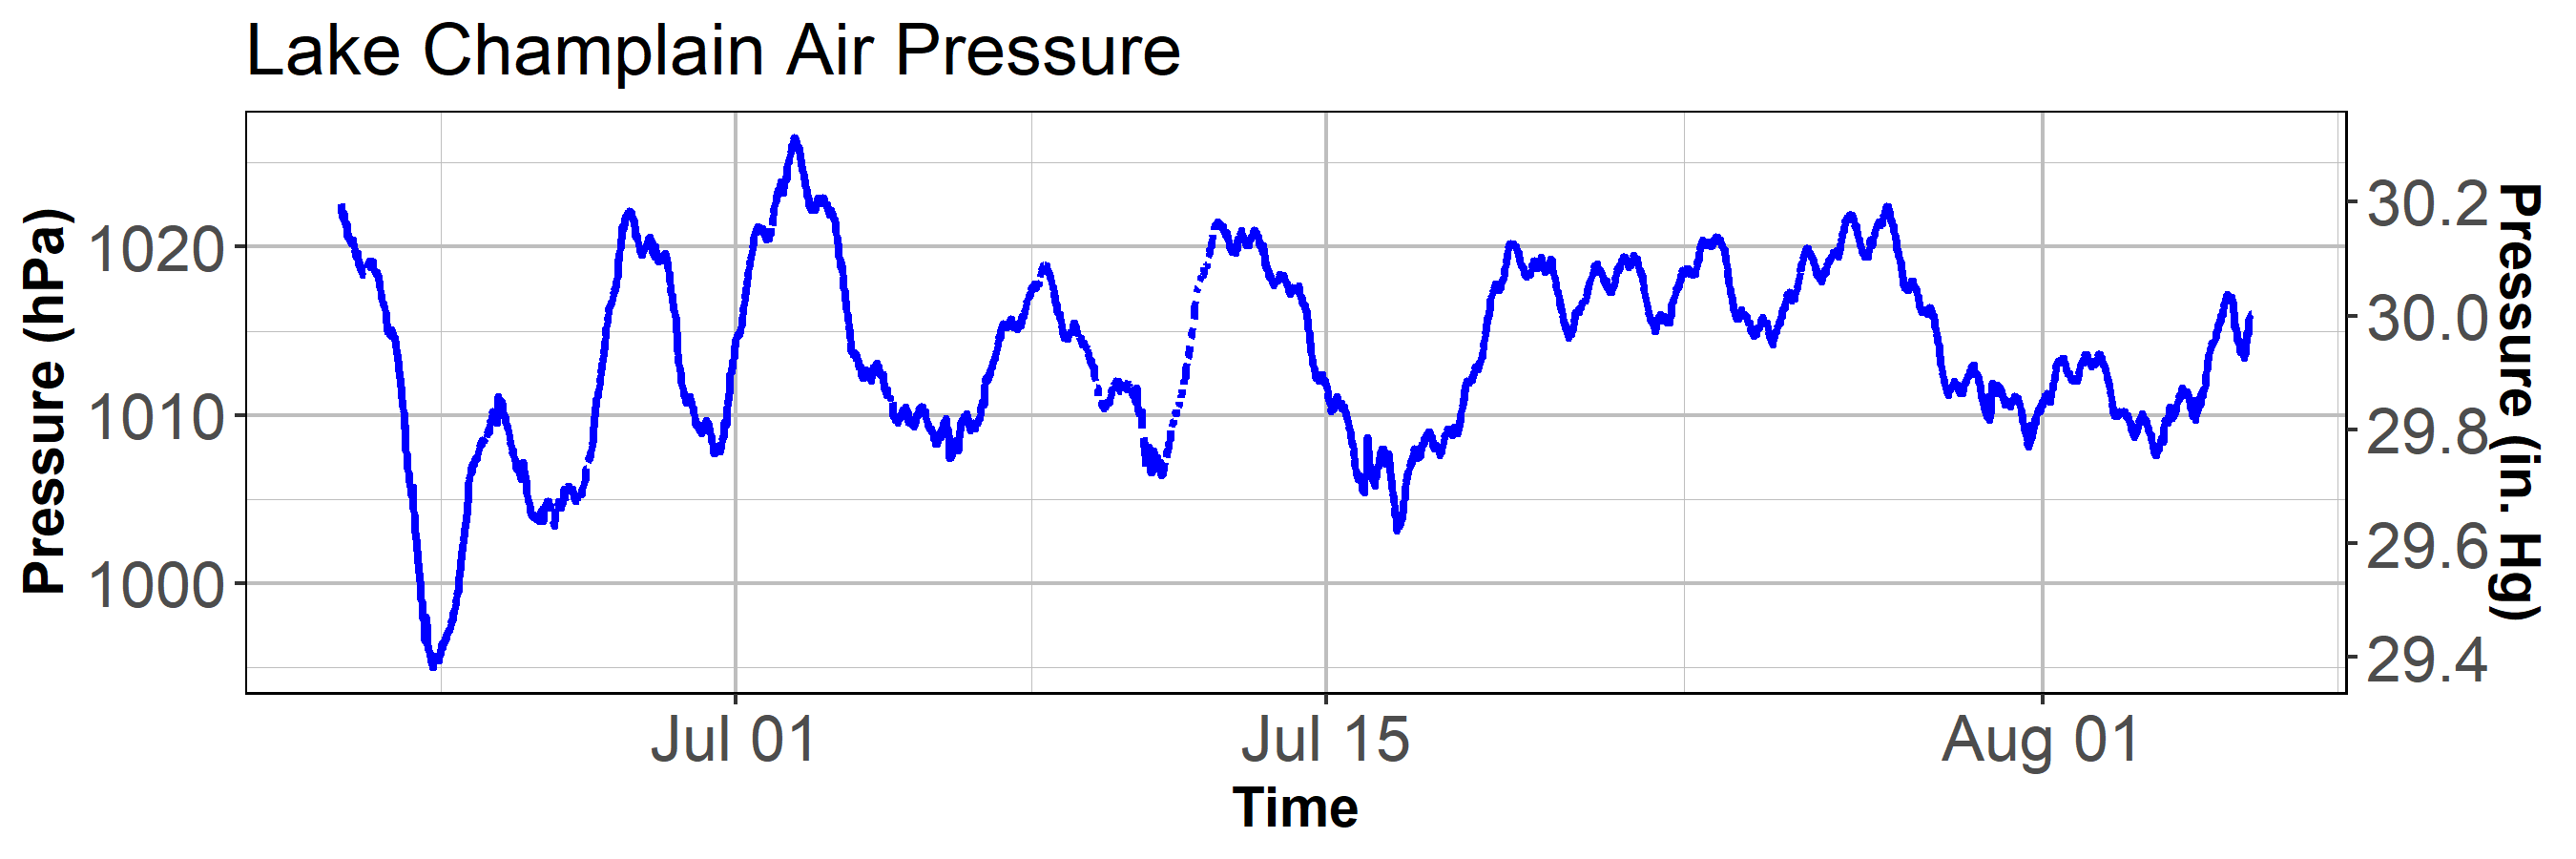 Lake Champlain Air Pressure
Pressure (hPa)
1020
1010
1000
30.2
30.0
29.8
29.6
29.4
Pressure (in. Hg)
Jul 01
Jul 15
Aug 01
Time